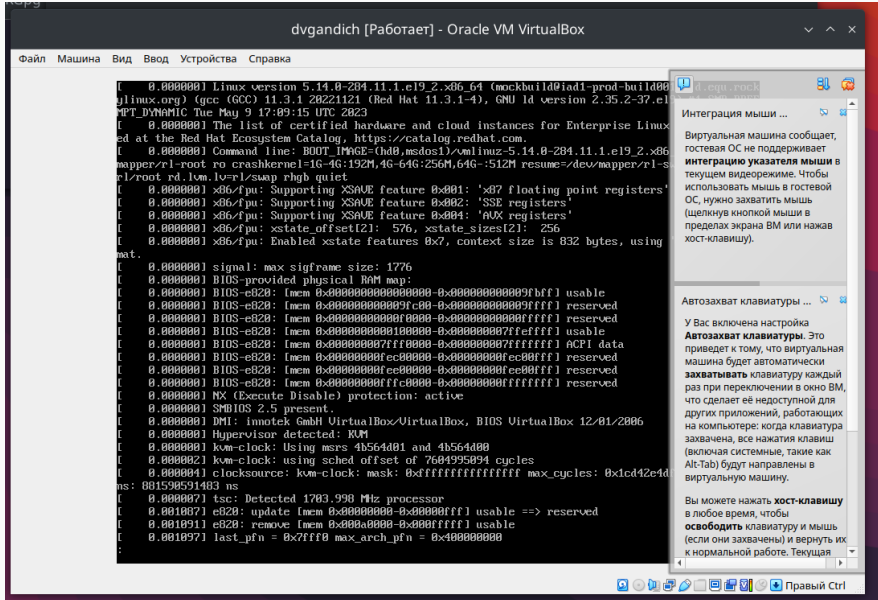 dvgandich [Работает] - Oracle VM VirtualBox
Файл Машина Вид Ввод Устройства Справка
[    0.000000] Linux version 5.14.0-284.11.1.el9_2.x86_64 (mockbuild@iad1-prod-build00
ylinux.org) (gcc (GCC) 11.3.1 20221121 (Red Hat 11.3.1-4), GNU ld version 2.35.2-37.el
MPT_DYNAMIC Tue May 9 17:09:15 UTC 2023
[    0.000000] The list of certified hardware and cloud instances for Enterprise Linux
ed at the Red Hat Ecosystem Catalog, https://catalog.redhat.com.
[    0.000000] Command line: BOOT_IMAGE=(hd0,msdos1)/vmlinuz-5.14.0-284.11.1.el9_2.x86
mapper/rl-root ro crashkernel=1G-4G:192M,4G-64G:256M,64G-:512M resume=/dev/mapper/rl-s
rl/root rd.lvm.lv=rl/swap rhgb quiet
[    0.000000] x86/fpu: Supporting XSAVE feature 0x001: 'x87 floating point registers'
[    0.000000] x86/fpu: Supporting XSAVE feature 0x002: 'SSE registers'
[    0.000000] x86/fpu: Supporting XSAVE feature 0x004: 'AVX registers'
[    0.000000] x86/fpu: xstate_offset[2]:  576, xstate_sizes[2]:  256
[    0.000000] x86/fpu: Enabled xstate features 0x7, context size is 832 bytes, using
mat.
[    0.000000] signal: max sigframe size: 1776
[    0.000000] BIOS-provided physical RAM map:
[    0.000000] BIOS-e820: [mem 0x0000000000000000-0x000000000009fbff] usable
[    0.000000] BIOS-e820: [mem 0x000000000009fc00-0x000000000009ffff] reserved
[    0.000000] BIOS-e820: [mem 0x00000000000f0000-0x00000000000fffff] reserved
[    0.000000] BIOS-e820: [mem 0x0000000000100000-0x000000007ffeffff] usable
[    0.000000] BIOS-e820: [mem 0x000000007fff0000-0x000000007fffffff] ACPI data
[    0.000000] BIOS-e820: [mem 0x00000000fec00000-0x00000000fec00fff] reserved
[    0.000000] BIOS-e820: [mem 0x00000000fee00000-0x00000000fee00fff] reserved
[    0.000000] BIOS-e820: [mem 0x00000000fffc0000-0x00000000ffffffff] reserved
[    0.000000] NX (Execute Disable) protection: active
[    0.000000] SMBIOS 2.5 present.
[    0.000000] DMI: innotek GmbH VirtualBox/VirtualBox, BIOS VirtualBox 12/01/2006
[    0.000000] Hypervisor detected: KVM
[    0.000000] kvm-clock: Using msrs 4b564d01 and 4b564d00
[    0.000002] kvm-clock: using sched offset of 7604995094 cycles
[    0.000004] clocksource: kvm-clock: mask: 0xffffffffffffffff max_cycles: 0x1cd42e4d
ns: 881590591483 ns
[    0.000007] tsc: Detected 1703.998 MHz processor
[    0.001087] e820: update [mem 0x00000000-0x00000fff] usable ==> reserved
[    0.001091] e820: remove [mem 0x000a0000-0x000fffff] usable
[    0.001097] last_pfn = 0x7fff0 max_arch_pfn = 0x400000000
:
Интеграция мыши ...
Виртуальная машина сообщает,
гостевая ОС не поддерживает
интеграцию указателя мыши в
текущем видеорежиме. Чтобы
использовать мышь в гостевой
ОС, нужно захватить мышь
(щелкнув кнопкой мыши в
пределах экрана ВМ или нажав
хост-клавишу).
Автозахват клавиатуры ...
У Вас включена настройка
Автозахват клавиатуры. Это
приведет к тому, что виртуальная
машина будет автоматически
захватывать клавиатуру каждый
раз при переключении в окно ВМ,
что сделает её недоступной для
других приложений, работающих
на компьютере: когда клавиатура
захвачена, все нажатия клавиш
(включая системные, такие как
Alt-Tab) будут направлены в
виртуальную машину.
Вы можете нажать хост-клавишу
в любое время, чтобы
освободить клавиатуру и мышь
(если они захвачены) и вернуть их
к нормальной работе. Текущая
Правый Ctrl